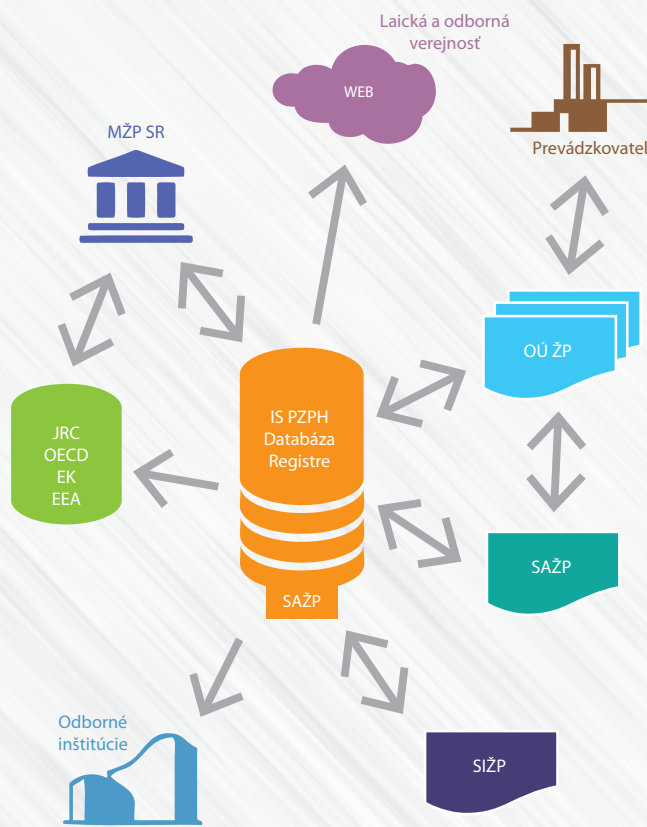 Laická a odborná
verejnosť
WEB
MŽP SR
Prevádzkovateľ
OÚ ŽP
IS PZPH
Databáza
Registre
JRC
OECD
EK
EEA
SAŽP
SAŽP
Odborné
inštitúcie
SIŽP